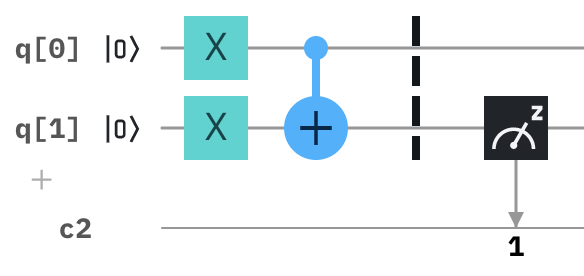 q[0] |0⟩ X
q[1] |0⟩ X + z
+
c2
1